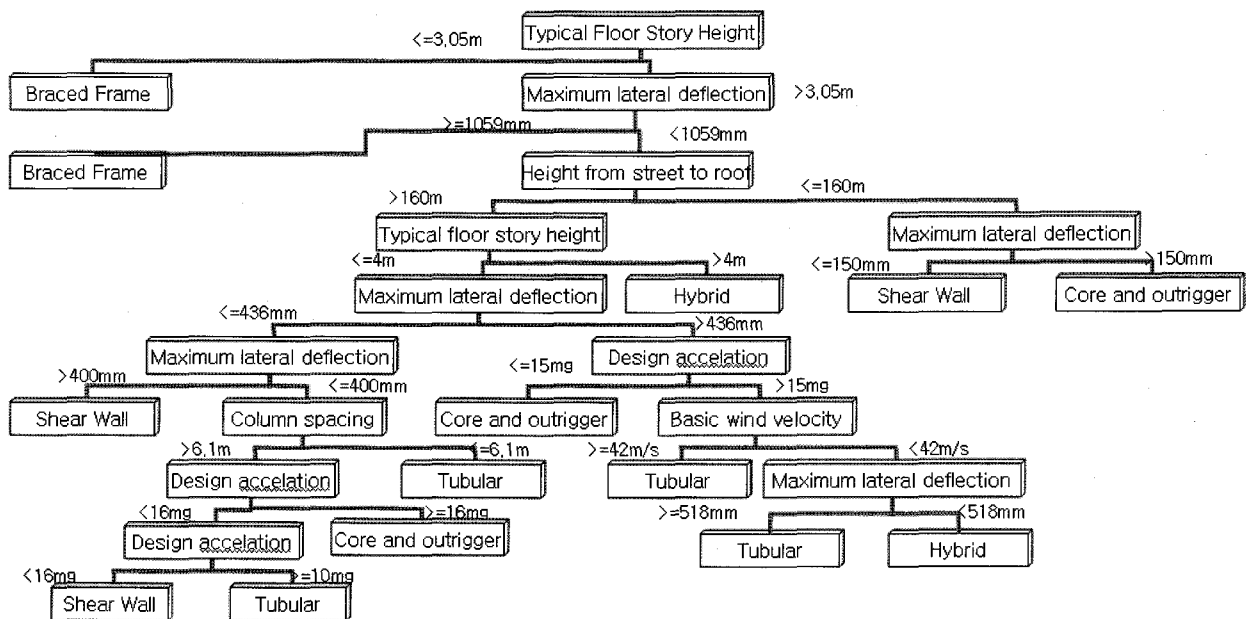 Typical Floor Story Height
<=3,05m
Braced Frame
Maximum lateral deflection
>3,05m
>=1059mm
<1059mm
Braced Frame
Height from street to roof
>160m
<=160m
Typical floor story height
Maximum lateral deflection
<=4m
>4m
<=150mm
>150mm
Maximum lateral deflection
Hybrid
Shear Wall
Core and outrigger
<=436mm
>436mm
Maximum lateral deflection
Design accelation
>400mm
<=400mm
<=15mg
>15mg
Shear Wall
Column spacing
Core and outrigger
Basic wind velocity
>6,1m
<=6,1m
>=42m/s
<42m/s
Design accelation
Tubular
Tubular
Maximum lateral deflection
<16mg
>=16mg
>=518mm
<518mm
Design accelation
Core and outrigger
Tubular
Hybrid
<16mg
>=10mg
Shear Wall
Tubular